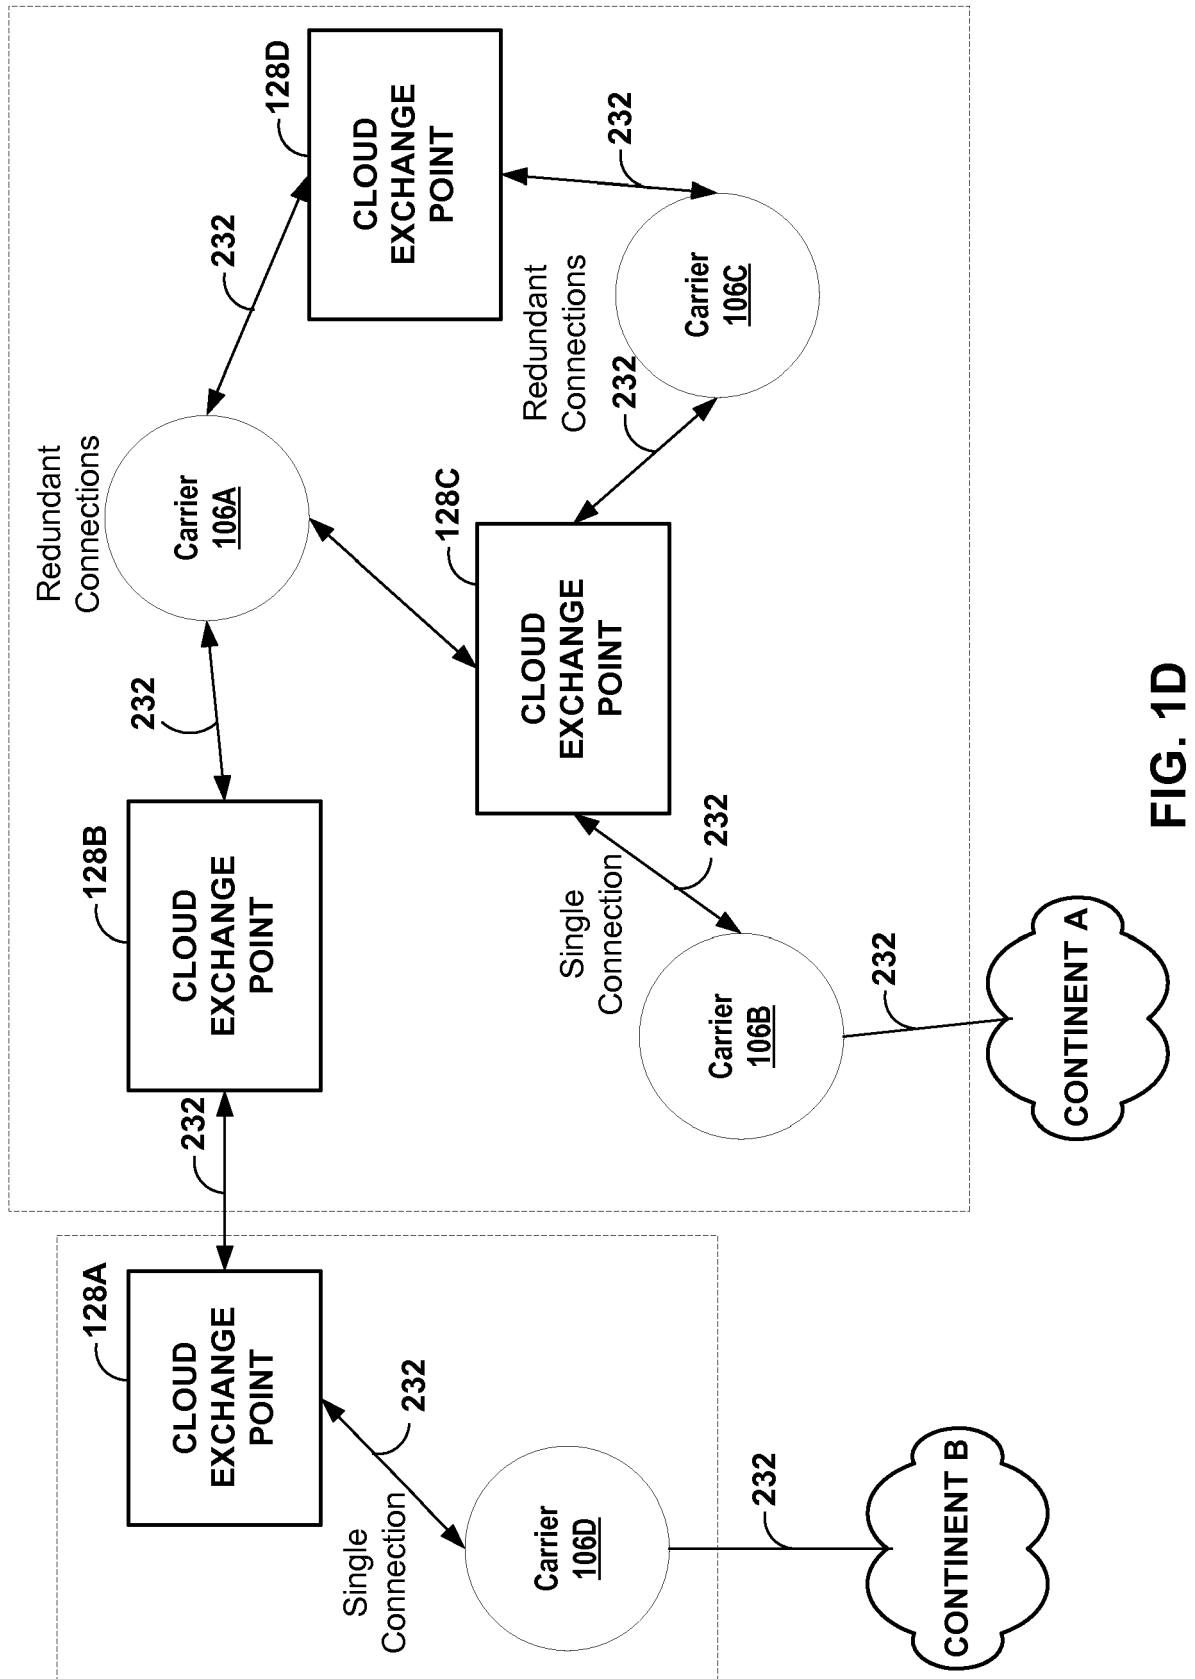 128A
CLOUD
EXCHANGE
POINT
232
128B
CLOUD
EXCHANGE
POINT
232
Redundant
Connections
Carrier
106A
232
128D
CLOUD
EXCHANGE
POINT
232
Single
Connection
232
Carrier
106D
232
CONTINENT B
Single
Connection
232
Carrier
106B
232
CONTINENT A
128C
CLOUD
EXCHANGE
POINT
232
Redundant
Connections
Carrier
106C
FIG. 1D